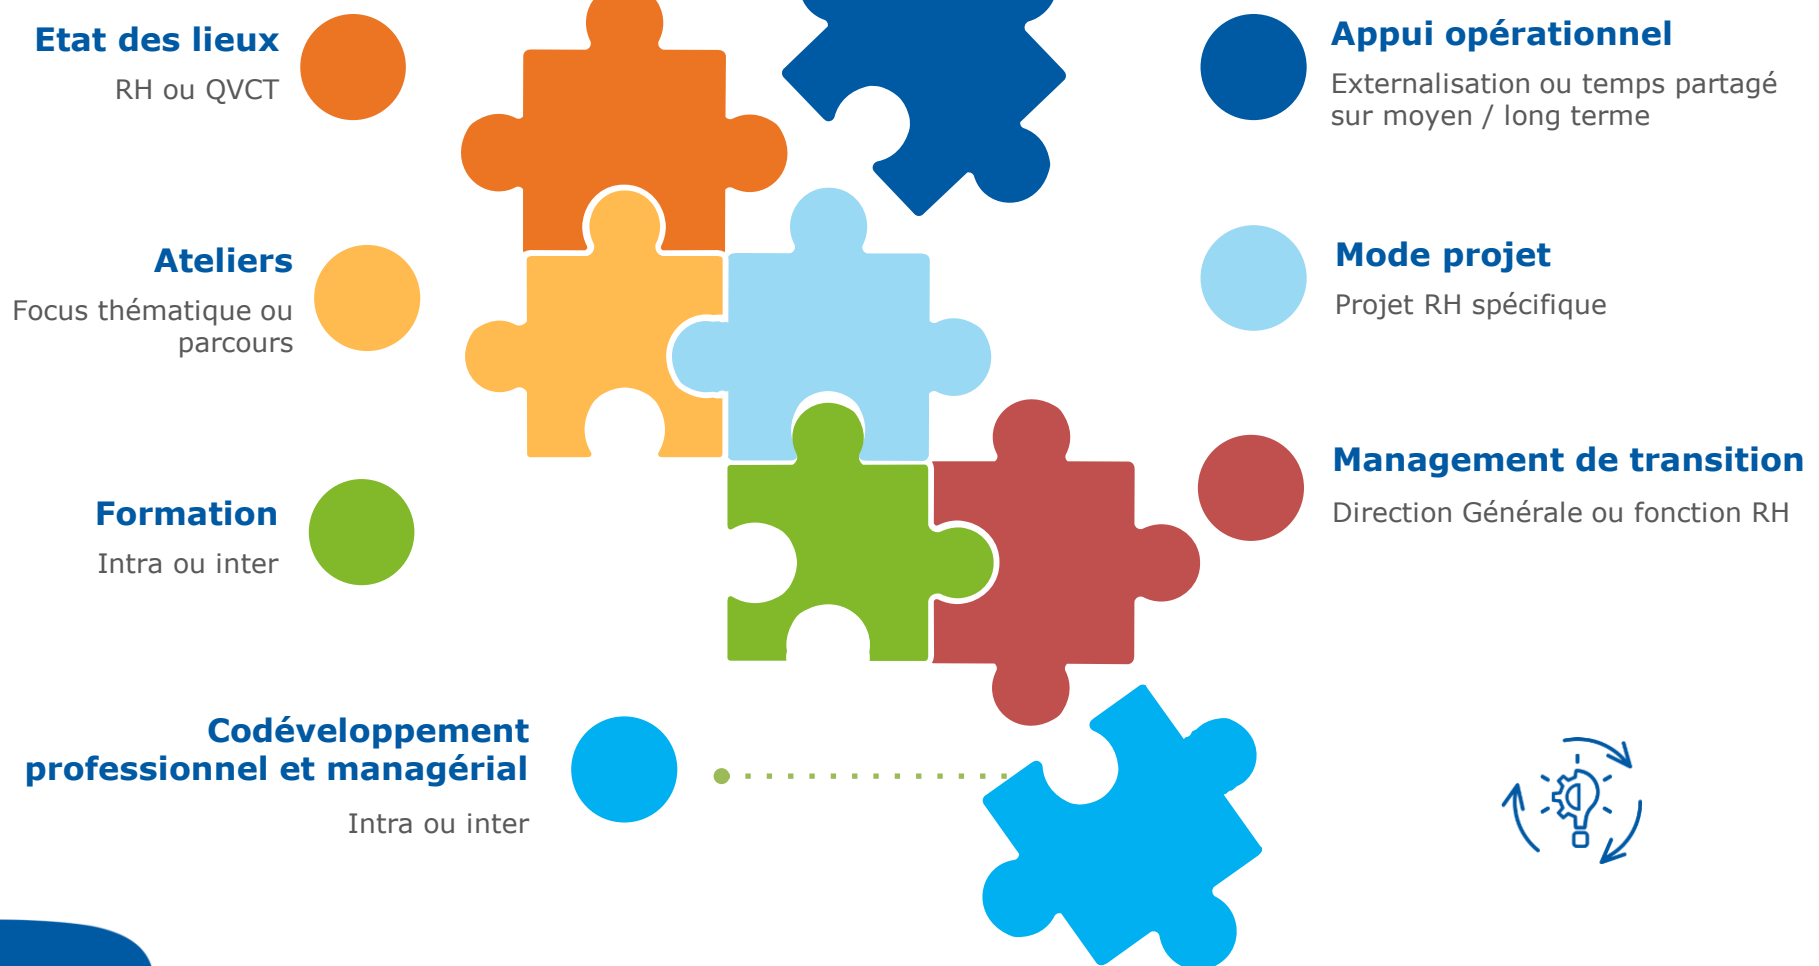 Etat des lieux
RH ou QVCT
Ateliers
Focus thématique ou
parcours
Formation
Intra ou inter
Codéveloppement
professionnel et managérial
Intra ou inter
Appui opérationnel
Externalisation ou temps partagé
sur moyen / long terme
Mode projet
Projet RH spécifique
Management de transition
Direction Générale ou fonction RH